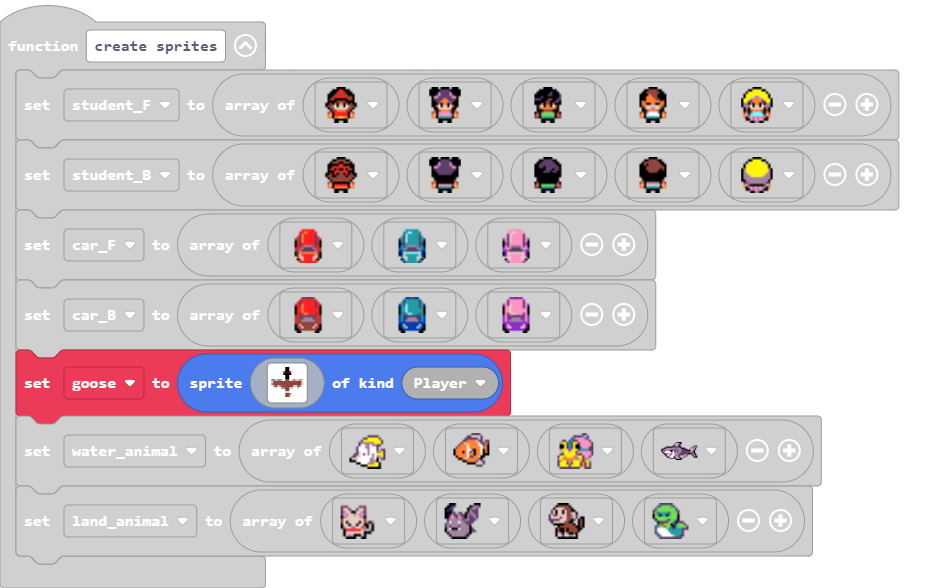 function create sprites
set student_F to array of
set student_B to array of
set car_F to array of
set car_B to array of
set goose to sprite of kind Player
set water_animal to array of
set land_animal to array of